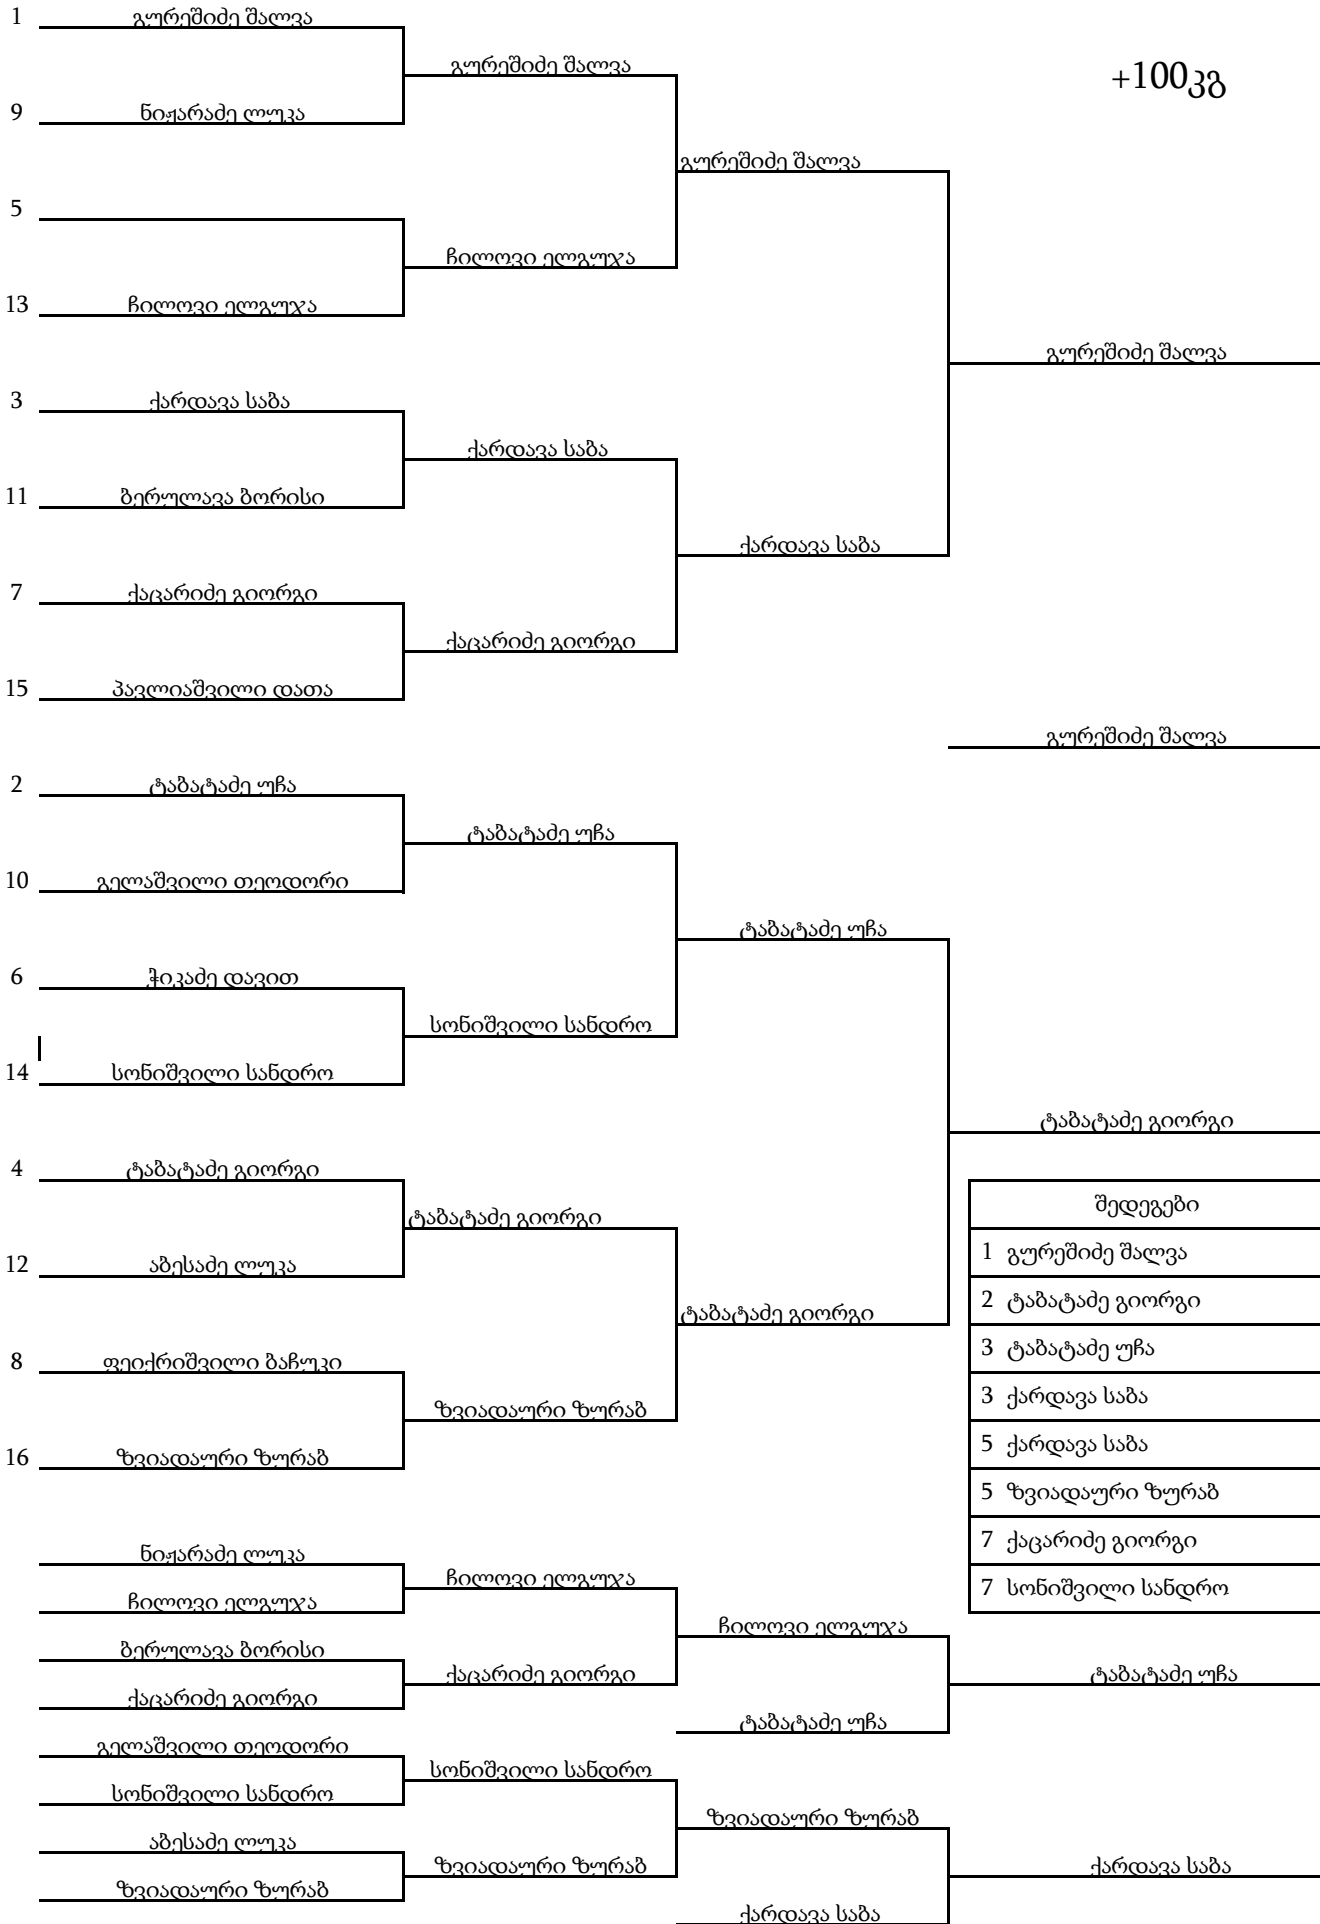 1 გურეშიძე შალვა
გურეშიძე შალვა
+100კგ
9 ნიჟარაძე ლუკა
გურეშიძე შალვა
5
ჩილოვი ელგუჯა
13 ჩილოვი ელგუჯა
გურეშიძე შალვა
3 ქარდავა საბა
ქარდავა საბა
11 ბერულავა ბორისი
ქარდავა საბა
7 ქაცარიძე გიორგი
ქაცარიძე გიორგი
15 პავლიაშვილი დათა
გურეშიძე შალვა
2 ტაბატაძე უჩა
ტაბატაძე უჩა
10 გელაშვილი თეოდორი
ტაბატაძე უჩა
6 ჭიკაძე დავით
სონიშვილი სანდრო
14 სონიშვილი სანდრო
ტაბატაძე გიორგი
4 ტაბატაძე გიორგი
შედეგები
ტაბატაძე გიორგი
1 გურეშიძე შალვა
12 აბესაძე ლუკა
2 ტაბატაძე გიორგი
ტაბატაძე გიორგი
3 ტაბატაძე უჩა
8 ფეიქრიშვილი ბაჩუკი
3 ქარდავა საბა
ზვიადაური ზურაბ
5 ქარდავა საბა
16 ზვიადაური ზურაბ
5 ზვიადაური ზურაბ
7 ქაცარიძე გიორგი
ნიჟარაძე ლუკა
ჩილოვი ელგუჯა
7 სონიშვილი სანდრო
ჩილოვი ელგუჯა
ჩილოვი ელგუჯა
ბერულავა ბორისი
ქაცარიძე გიორგი
ტაბატაძე უჩა
ქაცარიძე გიორგი
ტაბატაძე უჩა
გელაშვილი თეოდორი
სონიშვილი სანდრო
სონიშვილი სანდრო
ზვიადაური ზურაბ
აბესაძე ლუკა
ზვიადაური ზურაბ
ქარდავა საბა
ზვიადაური ზურაბ
ქარდავა საბა